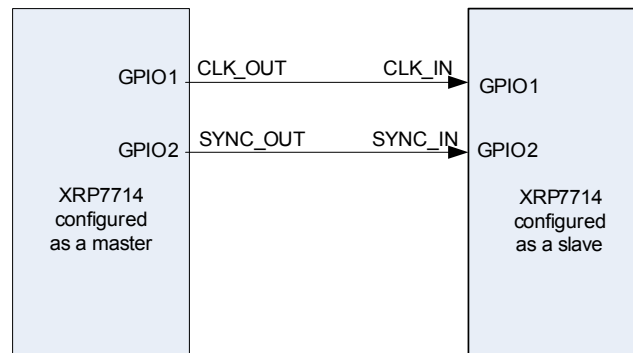 GPIO1 CLK_OUT CLK_IN GPIO1
GPIO2 SYNC_OUT SYNC_IN GPIO2
XRP7714
configured
as a master
XRP7714
configured
as a slave